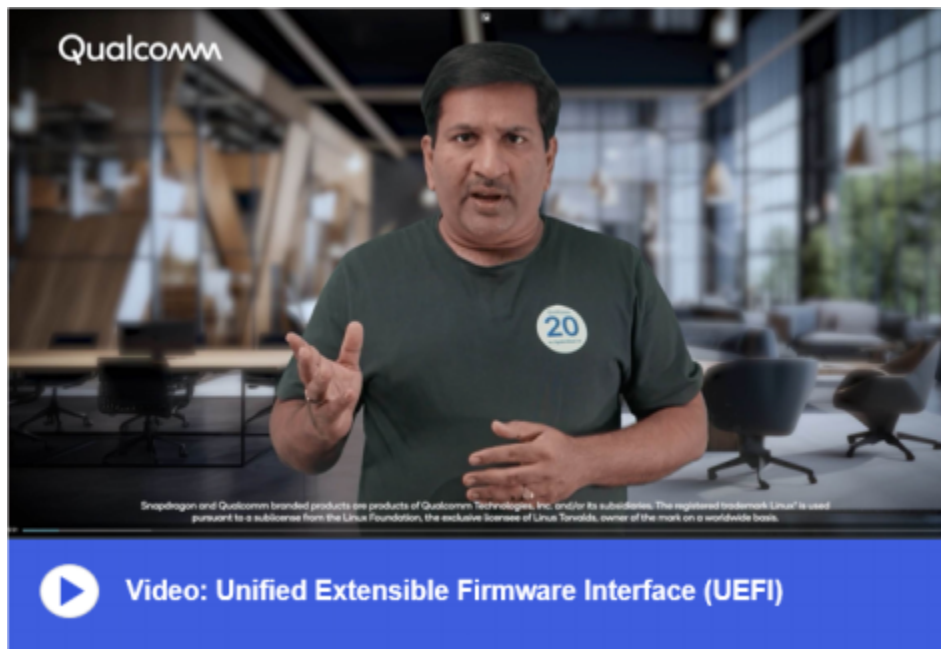 Qualcomm
20
Snapdragon and Qualcomm branded products are products of Qualcomm Technologies, Inc. and/or its subsidiaries. The registered trademark Linux® is used
pursuant to a sublicense from the Linux Foundation, the exclusive licensee of Linus Torvalds, owner of the mark on a worldwide basis.
Video: Unified Extensible Firmware Interface (UEFI)